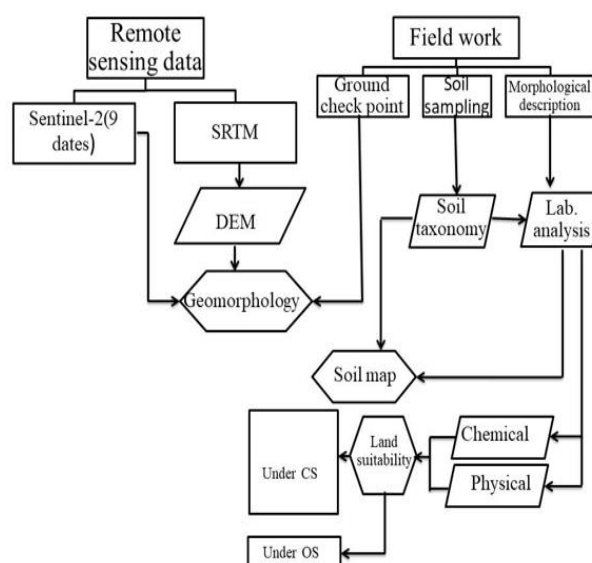 Remote
sensing data
Field work
Sentinel-2(9
dates)
SRTM
Ground
check point
Soil
sampling
Morphological
description
DEM
Soil
taxonomy
Lab.
analysis
Geomorphology
Soil map
Chemical
Physical
Land
suitability
Under CS
Under OS